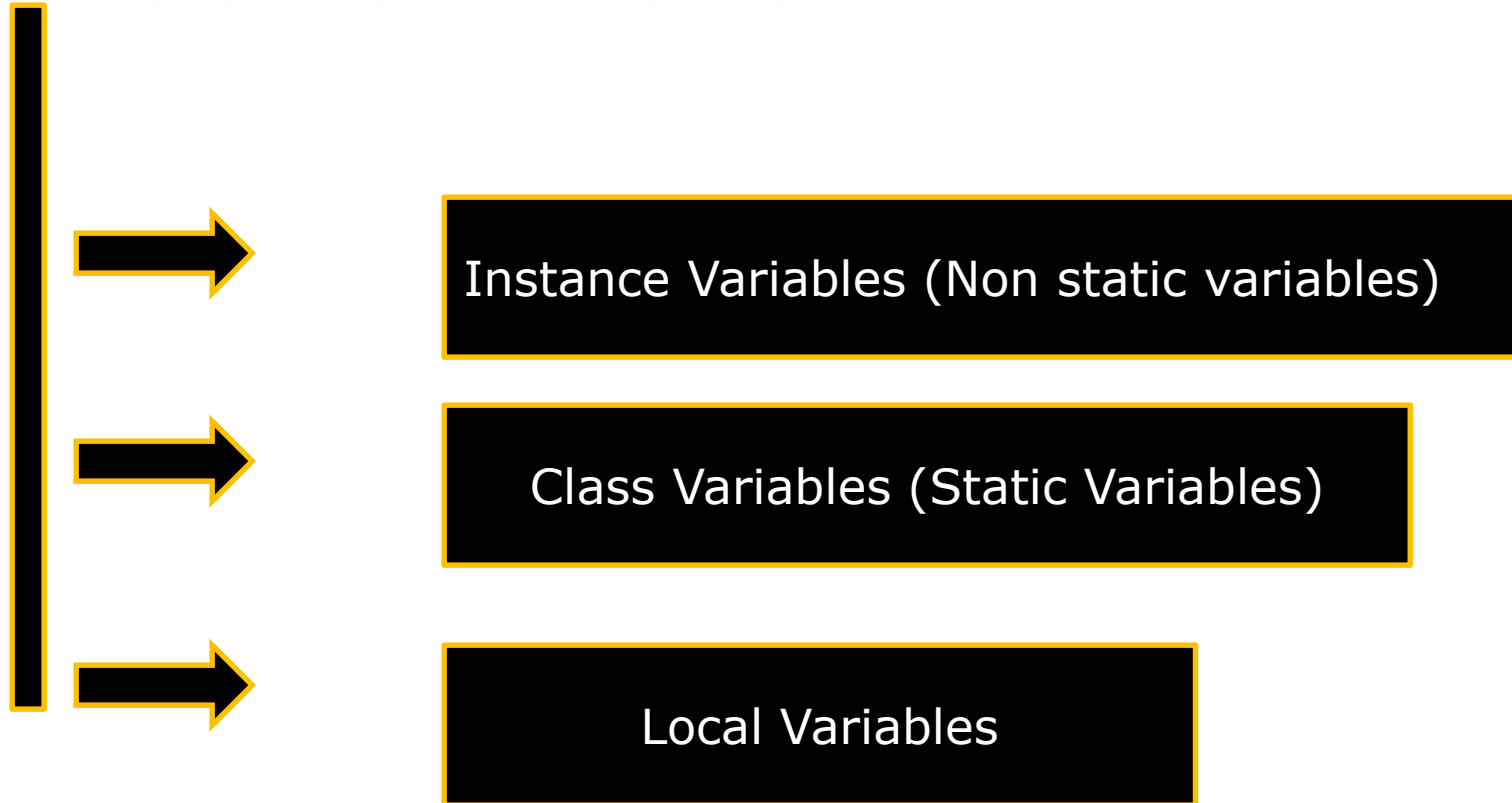 Instance Variables (Non static variables)
Class Variables (Static Variables)
Local Variables